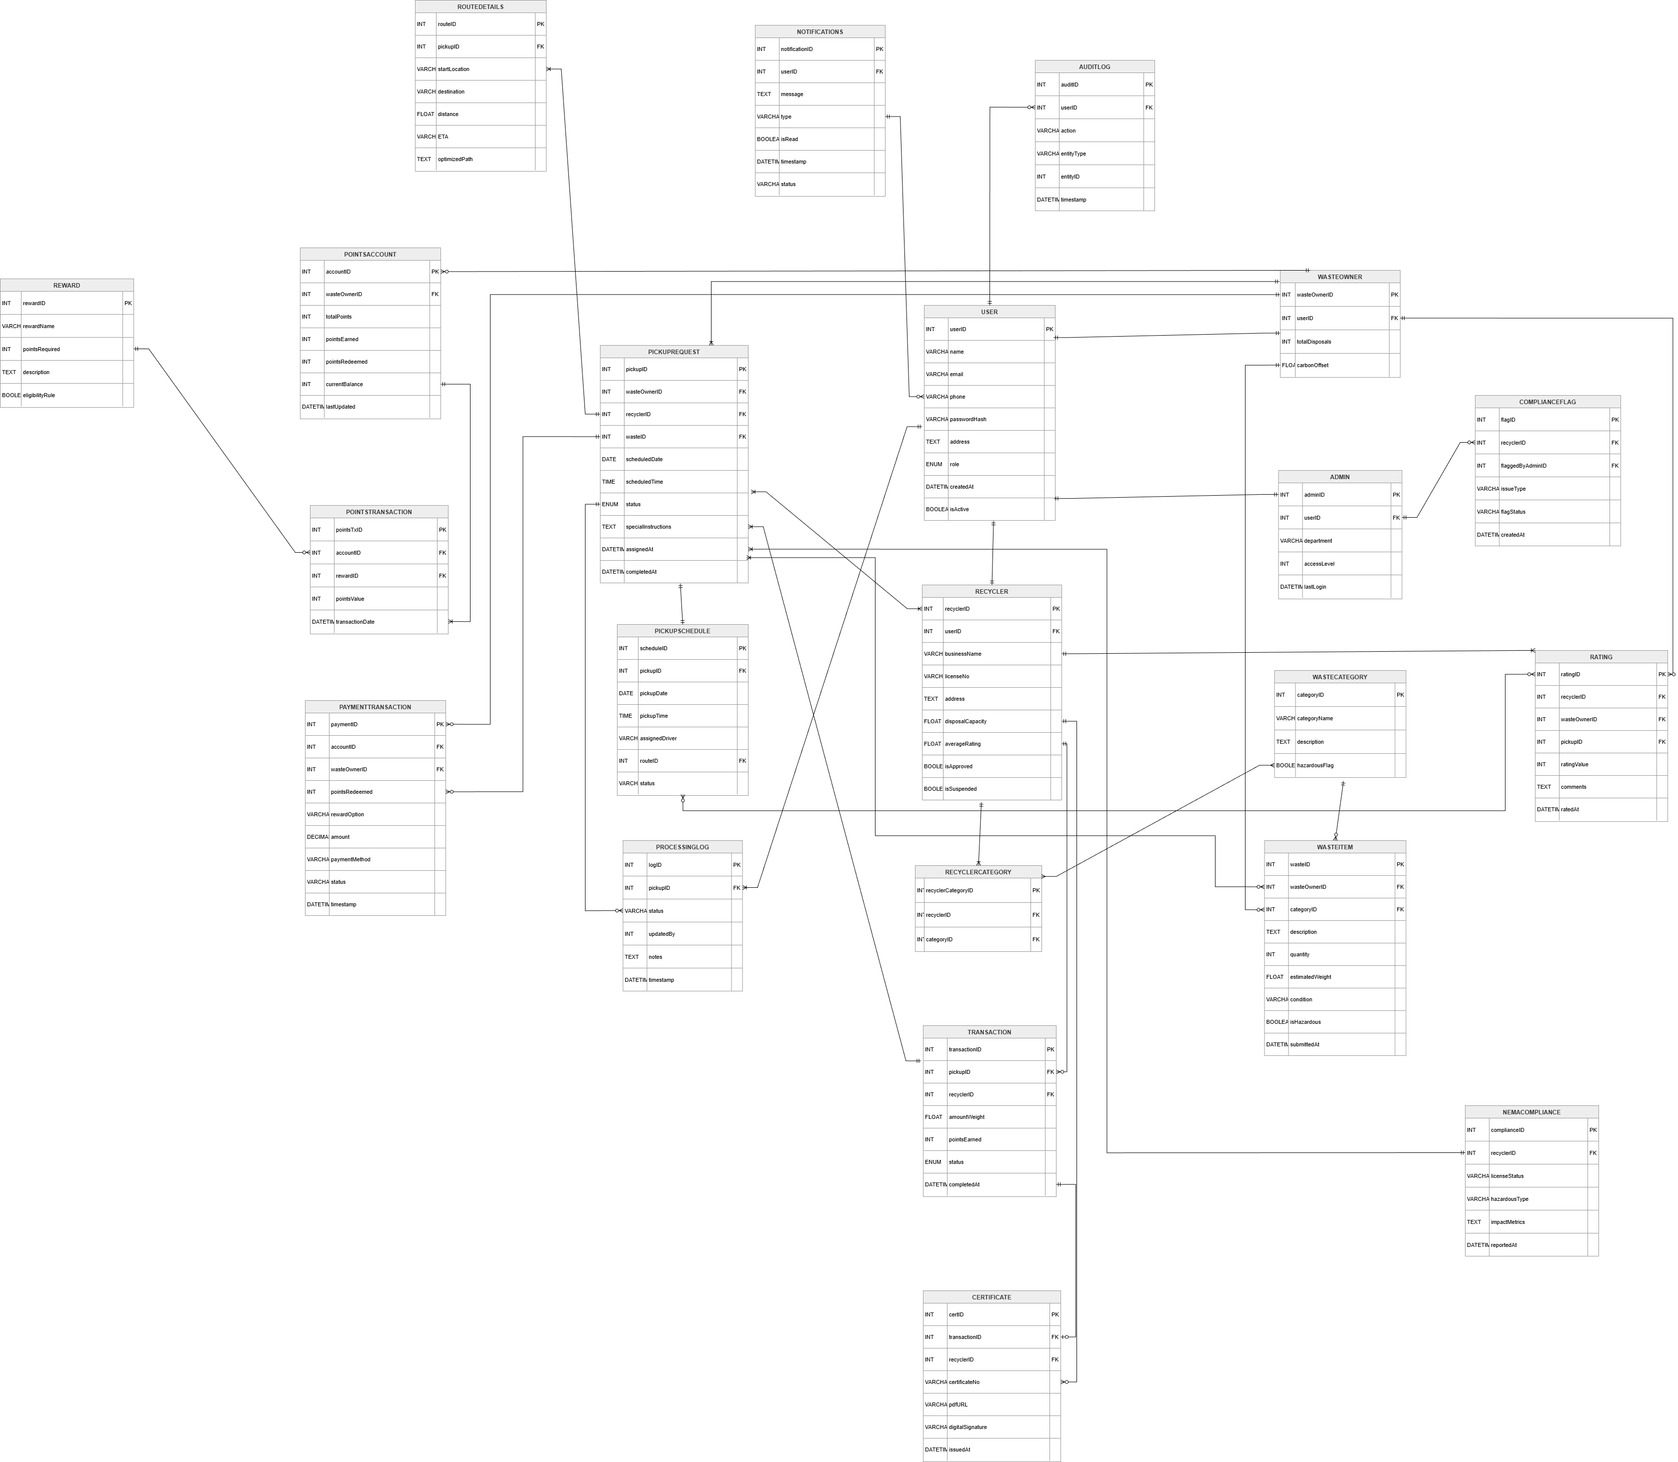 ROUTEDETAILS
INT routeID PK
INT pickupID FK
VARCH startLocation
VARCH destination
FLOAT distance
VARCH ETA
TEXT optimizedPath
NOTIFICATIONS
INT notificationID PK
INT userID FK
TEXT message
VARCHA type
BOOLEA isRead
DATETIM timestamp
VARCHA status
AUDITLOG
INT auditID PK
INT userID FK
VARCHA action
VARCHA entityType
INT entityID
DATETIM timestamp
POINTSACCOUNT
INT accountID PK
INT wasteOwnerID FK
INT totalPoints
INT pointsEarned
INT pointsRedeemed
INT currentBalance
DATETIM lastUpdated
WASTEOWNER
INT wasteOwnerID PK
INT userID FK
INT totalDisposals
FLOA carbonOffset
REWARD
INT rewardID PK
VARCH rewardName
INT pointsRequired
TEXT description
BOOLE eligibilityRule
USER
INT userID PK
VARCHA name
VARCHA email
VARCHA phone
VARCHA passwordHash
TEXT address
ENUM role
DATETIM createdAt
BOOLEA isActive
PICKUPREQUEST
INT pickupID PK
INT wasteOwnerID FK
INT recyclerID FK
INT wasteID FK
DATE scheduledDate
TIME scheduledTime
ENUM status
TEXT specialInstructions
DATETIM assignedAt
DATETIM completedAt
COMPLIANCEFLAG
INT flagID PK
INT recyclerID FK
INT flaggedByAdminID FK
VARCHA issueType
VARCHA flagStatus
DATETIM createdAt
ADMIN
INT adminID PK
INT userID FK
VARCHA department
INT accessLevel
DATETIM lastLogin
POINTSTRANSACTION
INT pointsTxID PK
INT accountID FK
INT rewardID FK
INT pointsValue
DATETIM transactionDate
RECYCLER
INT recyclerID PK
INT userID FK
VARCH businessName
VARCH licenseNo
TEXT address
FLOAT disposalCapacity
FLOAT averageRating
BOOLE isApproved
BOOLE isSuspended
PICKUPSCHEDULE
INT scheduleID PK
INT pickupID FK
DATE pickupDate
TIME pickupTime
VARCH assignedDriver
INT routeID FK
VARCH status
RATING
INT ratingID PK
INT recyclerID FK
INT wasteOwnerID FK
INT pickupID FK
INT ratingValue
TEXT comments
DATETIM ratedAt
WASTECATEGORY
INT categoryID PK
VARCH categoryName
TEXT description
BOOLE hazardousFlag
PAYMENTTRANSACTION
INT paymentID PK
INT accountID FK
INT wasteOwnerID FK
INT pointsRedeemed
VARCHA rewardOption
DECIMA amount
VARCHA paymentMethod
VARCHA status
DATETIM timestamp
PROCESSINGLOG
INT logID PK
INT pickupID FK
VARCHA status
INT updatedBy
TEXT notes
DATETIM timestamp
WASTEITEM
INT wasteID PK
INT wasteOwnerID FK
INT categoryID FK
TEXT description
INT quantity
FLOAT estimatedWeight
VARCHA condition
BOOLEA isHazardous
DATETIM submittedAt
RECYCLERCATEGORY
INT recyclerCategoryID PK
INT recyclerID FK
INT categoryID FK
TRANSACTION
INT transactionID PK
INT pickupID FK
INT recyclerID FK
FLOAT amountWeight
INT pointsEarned
ENUM status
DATETIM completedAt
NEMACOMPLIANCE
INT complianceID PK
INT recyclerID FK
VARCHA licenseStatus
VARCHA hazardousType
TEXT impactMetrics
DATETIM reportedAt
CERTIFICATE
INT certID PK
INT transactionID FK
INT recyclerID FK
VARCHA certificateNo
VARCHA pdfURL
VARCHA digitalSignature
DATETIM issuedAt